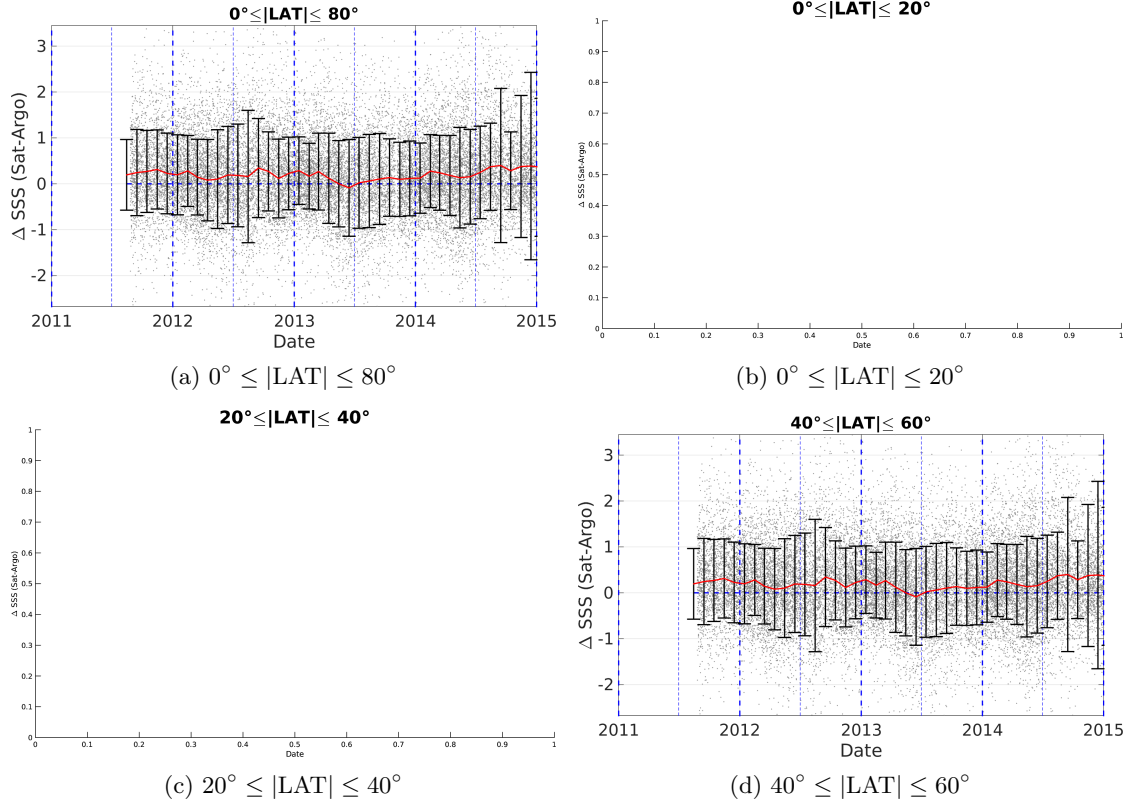 0°≤|LAT|≤ 80°
3
2
1
0
-1
-2
Δ SSS (Sat-Argo)
2011 2012 2013 2014 2015
Date
(a) 0° ≤ |LAT| ≤ 80°
0°≤|LAT|≤ 20°
1
0.9
0.8
0.7
0.6
0.5
0.4
0.3
0.2
0.1
0
Δ SSS (Sat-Argo)
0 0.1 0.2 0.3 0.4 0.5 0.6 0.7 0.8 0.9 1
Date
(b) 0° ≤ |LAT| ≤ 20°
20°≤|LAT|≤ 40°
1
0.9
0.8
0.7
0.6
0.5
0.4
0.3
0.2
0.1
0
Δ SSS (Sat-Argo)
0 0.1 0.2 0.3 0.4 0.5 0.6 0.7 0.8 0.9 1
Date
(c) 20° ≤ |LAT| ≤ 40°
40°≤|LAT|≤ 60°
3
2
1
0
-1
-2
Δ SSS (Sat-Argo)
2011 2012 2013 2014 2015
Date
(d) 40° ≤ |LAT| ≤ 60°